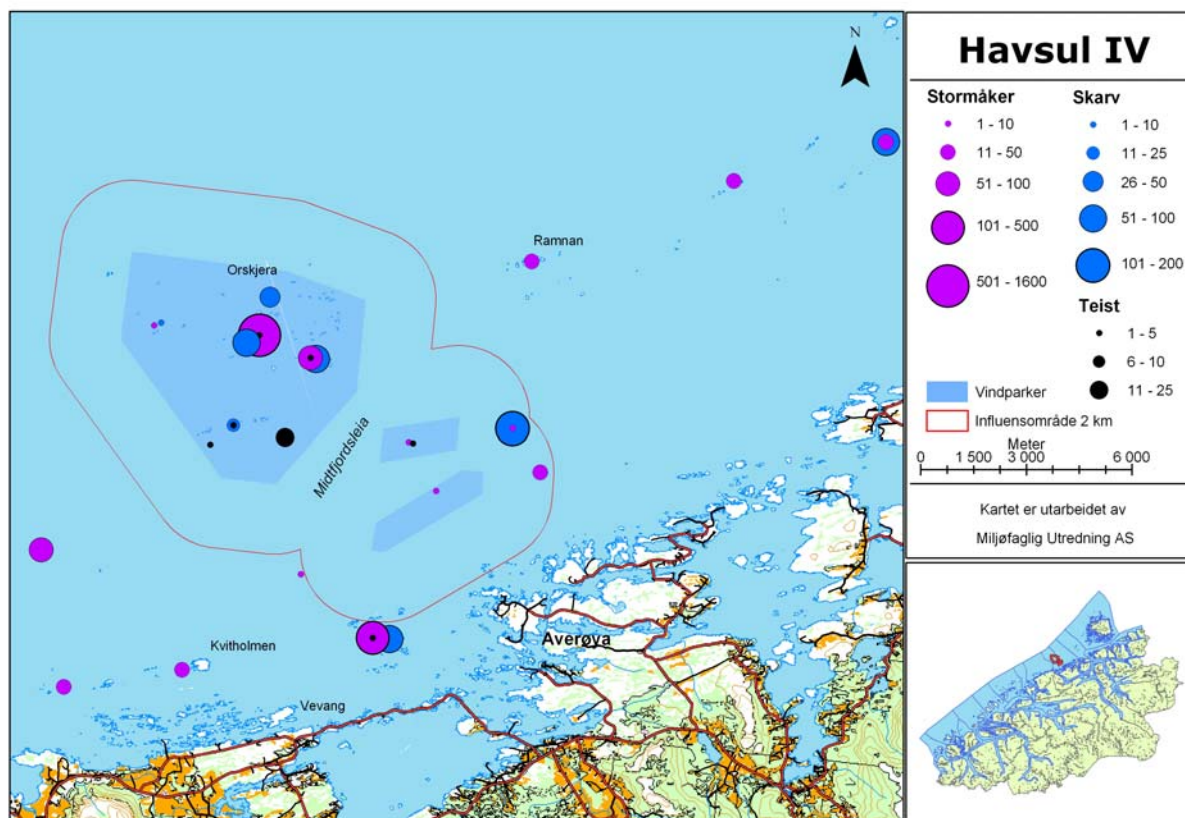 N
Orskjera
Ramnan
Midtfjordsleia
Averøya
Kvitholmen
Vevang
Havsul IV
Stormåker
1 - 10
11 - 50
51 - 100
101 - 500
501 - 1600
Skarv
1 - 10
11 - 25
26 - 50
51 - 100
101 - 200
Teist
1 - 5
6 - 10
11 - 25
Vindparker
Influensområde 2 km
Meter
0 1 500 3 000 6 000
Kartet er utarbeidet av
Miljøfaglig Utredning AS